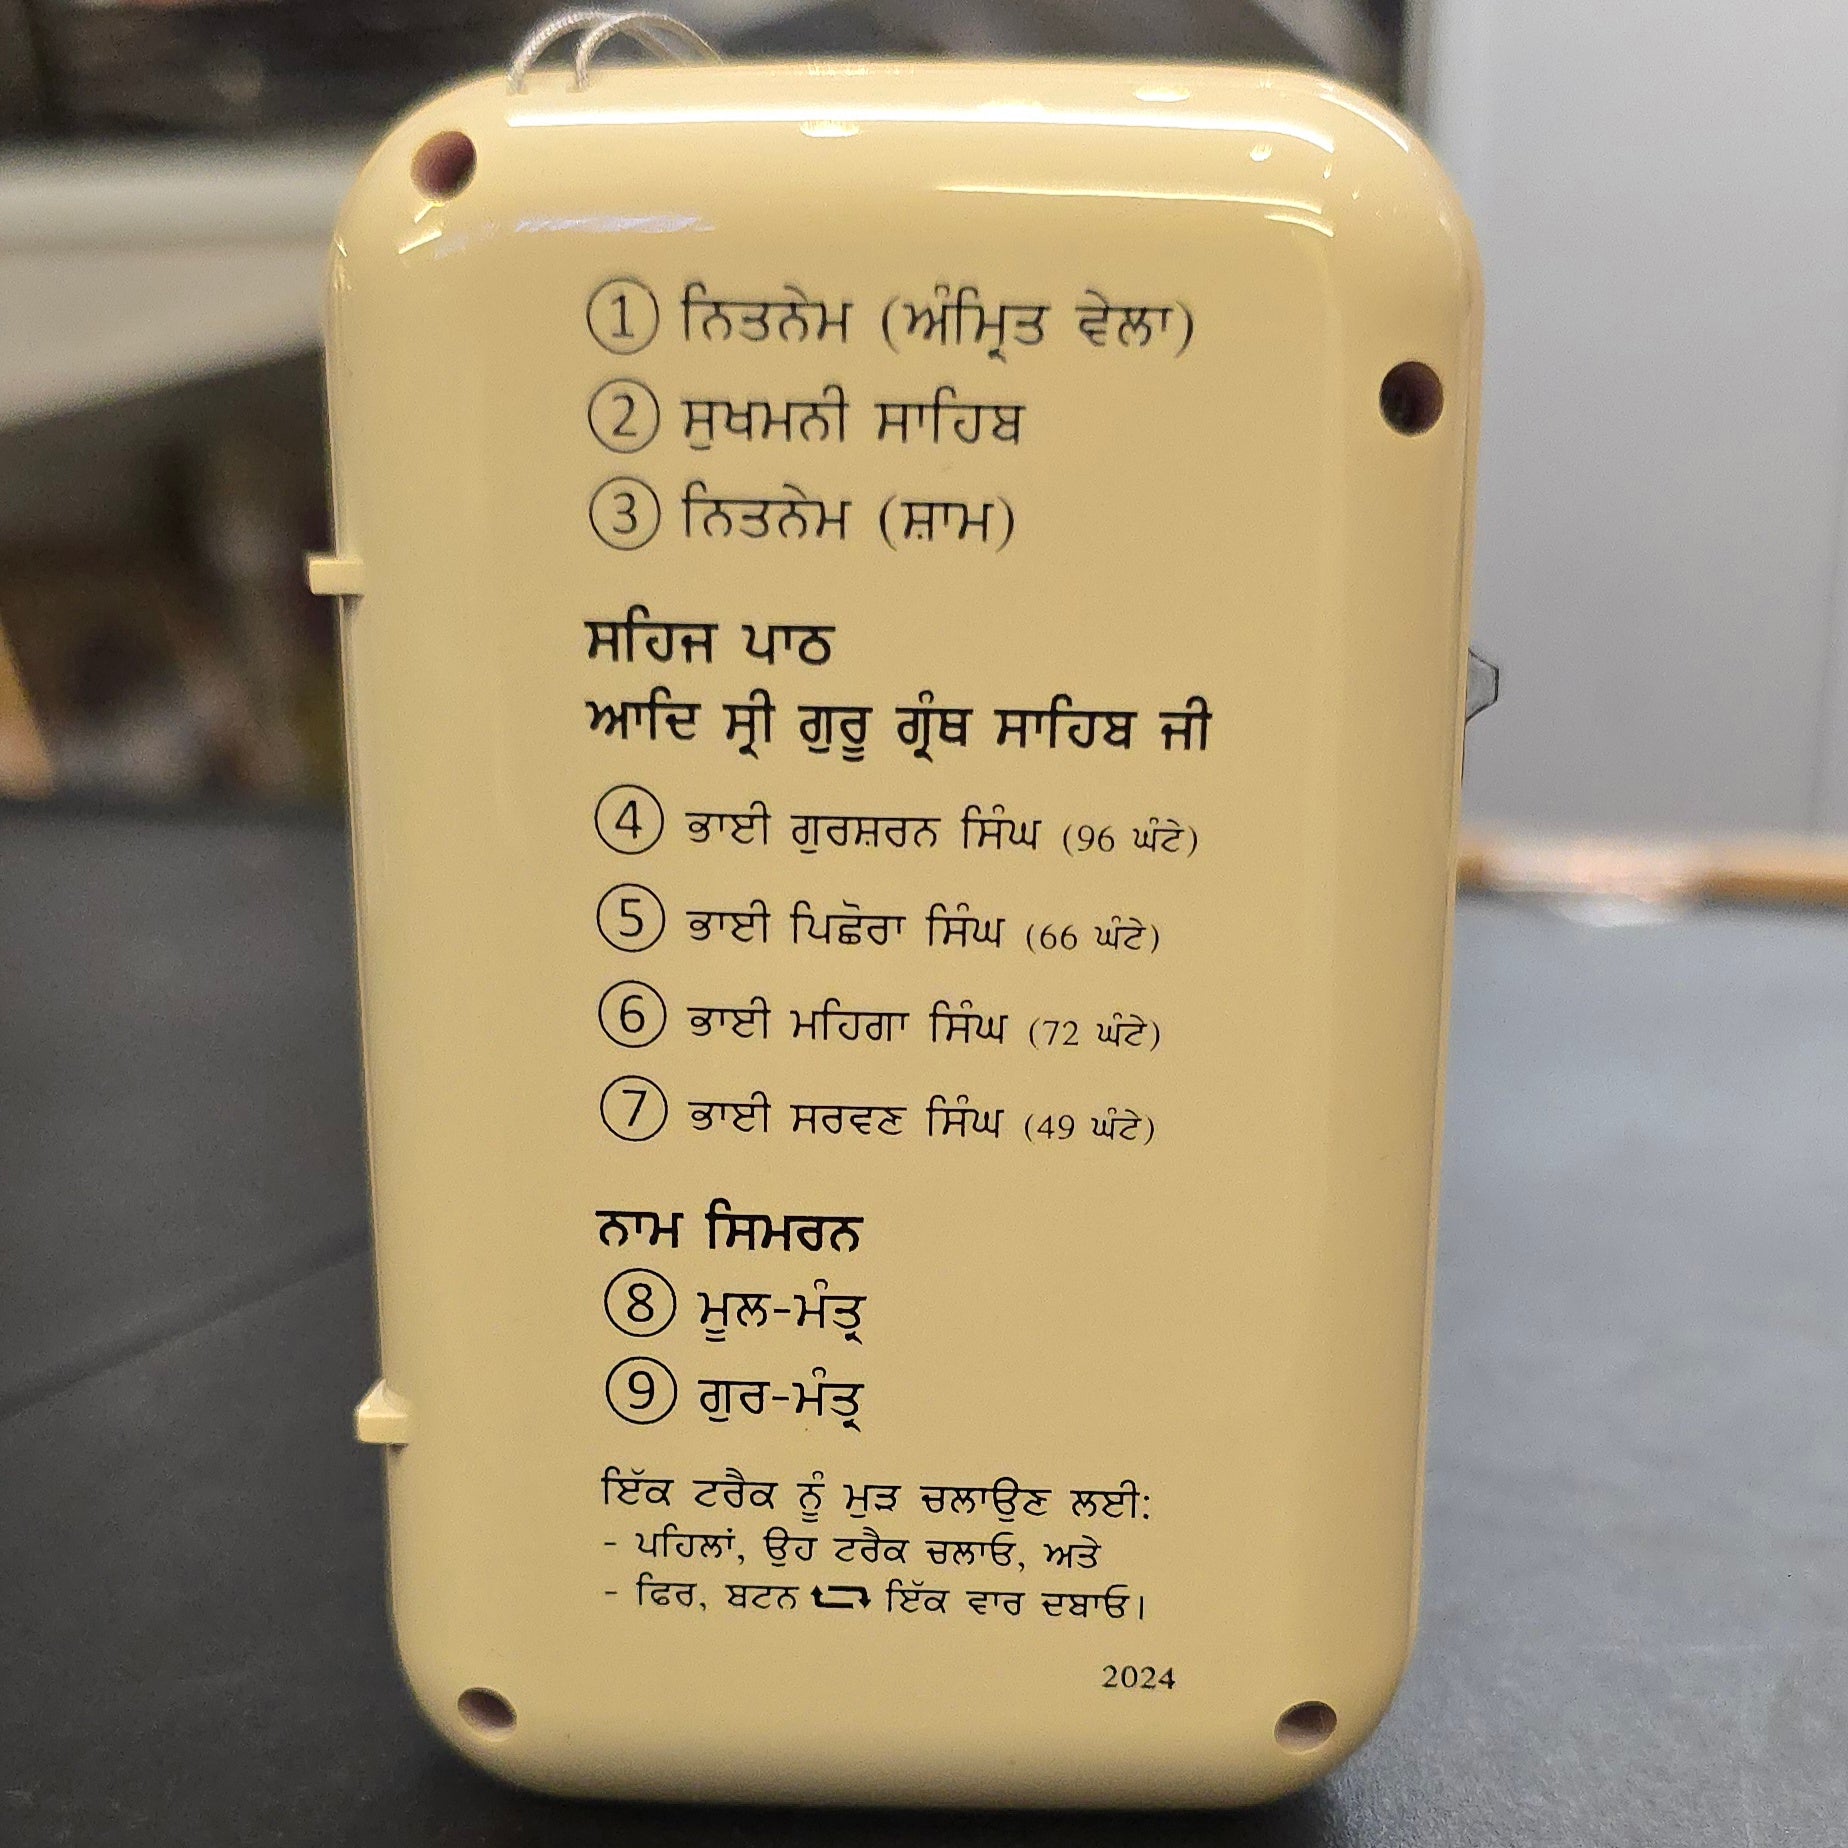 ① ਨਿਤਨੇਮ (ਅੰਮ੍ਰਿਤ ਵੇਲਾ)
② ਸੁਖਮਨੀ ਸਾਹਿਬ
③ ਨਿਤਨੇਮ (ਸ਼ਾਮ)
ਸਹਿਜ ਪਾਠ
ਆਦਿ ਸ੍ਰੀ ਗੁਰੂ ਗ੍ਰੰਥ ਸਾਹਿਬ ਜੀ
④ ਭਾਈ ਗੁਰਸ਼ਰਨ ਸਿੰਘ (96 ਘੰਟੇ)
⑤ ਭਾਈ ਪਿਛੋਰਾ ਸਿੰਘ (66 ਘੰਟੇ)
⑥ ਭਾਈ ਮਹਿਗਾ ਸਿੰਘ (72 ਘੰਟੇ)
⑦ ਭਾਈ ਸਰਵਣ ਸਿੰਘ (49 ਘੰਟੇ)
ਨਾਮ ਸਿਮਰਨ
⑧ ਮੂਲ-ਮੰਤ੍ਰ
⑨ ਗੁਰ-ਮੰਤ੍ਰ
ਇੱਕ ਟਰੈਕ ਨੂੰ ਮੁੜ ਚਲਾਉਣ ਲਈ:
- ਪਹਿਲਾਂ, ਉਹ ਟਰੈਕ ਚਲਾਓ, ਅਤੇ
- ਫਿਰ, ਬਟਨ ਇੱਕ ਵਾਰ ਦਬਾਓ।
2024